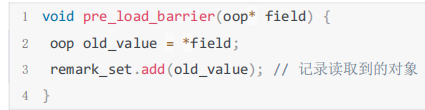 1 void pre_load_barrier(oop* field) {
2 oop old_value = *field;
3 remark_set.add(old_value); // 记录读取到的对象
4 }